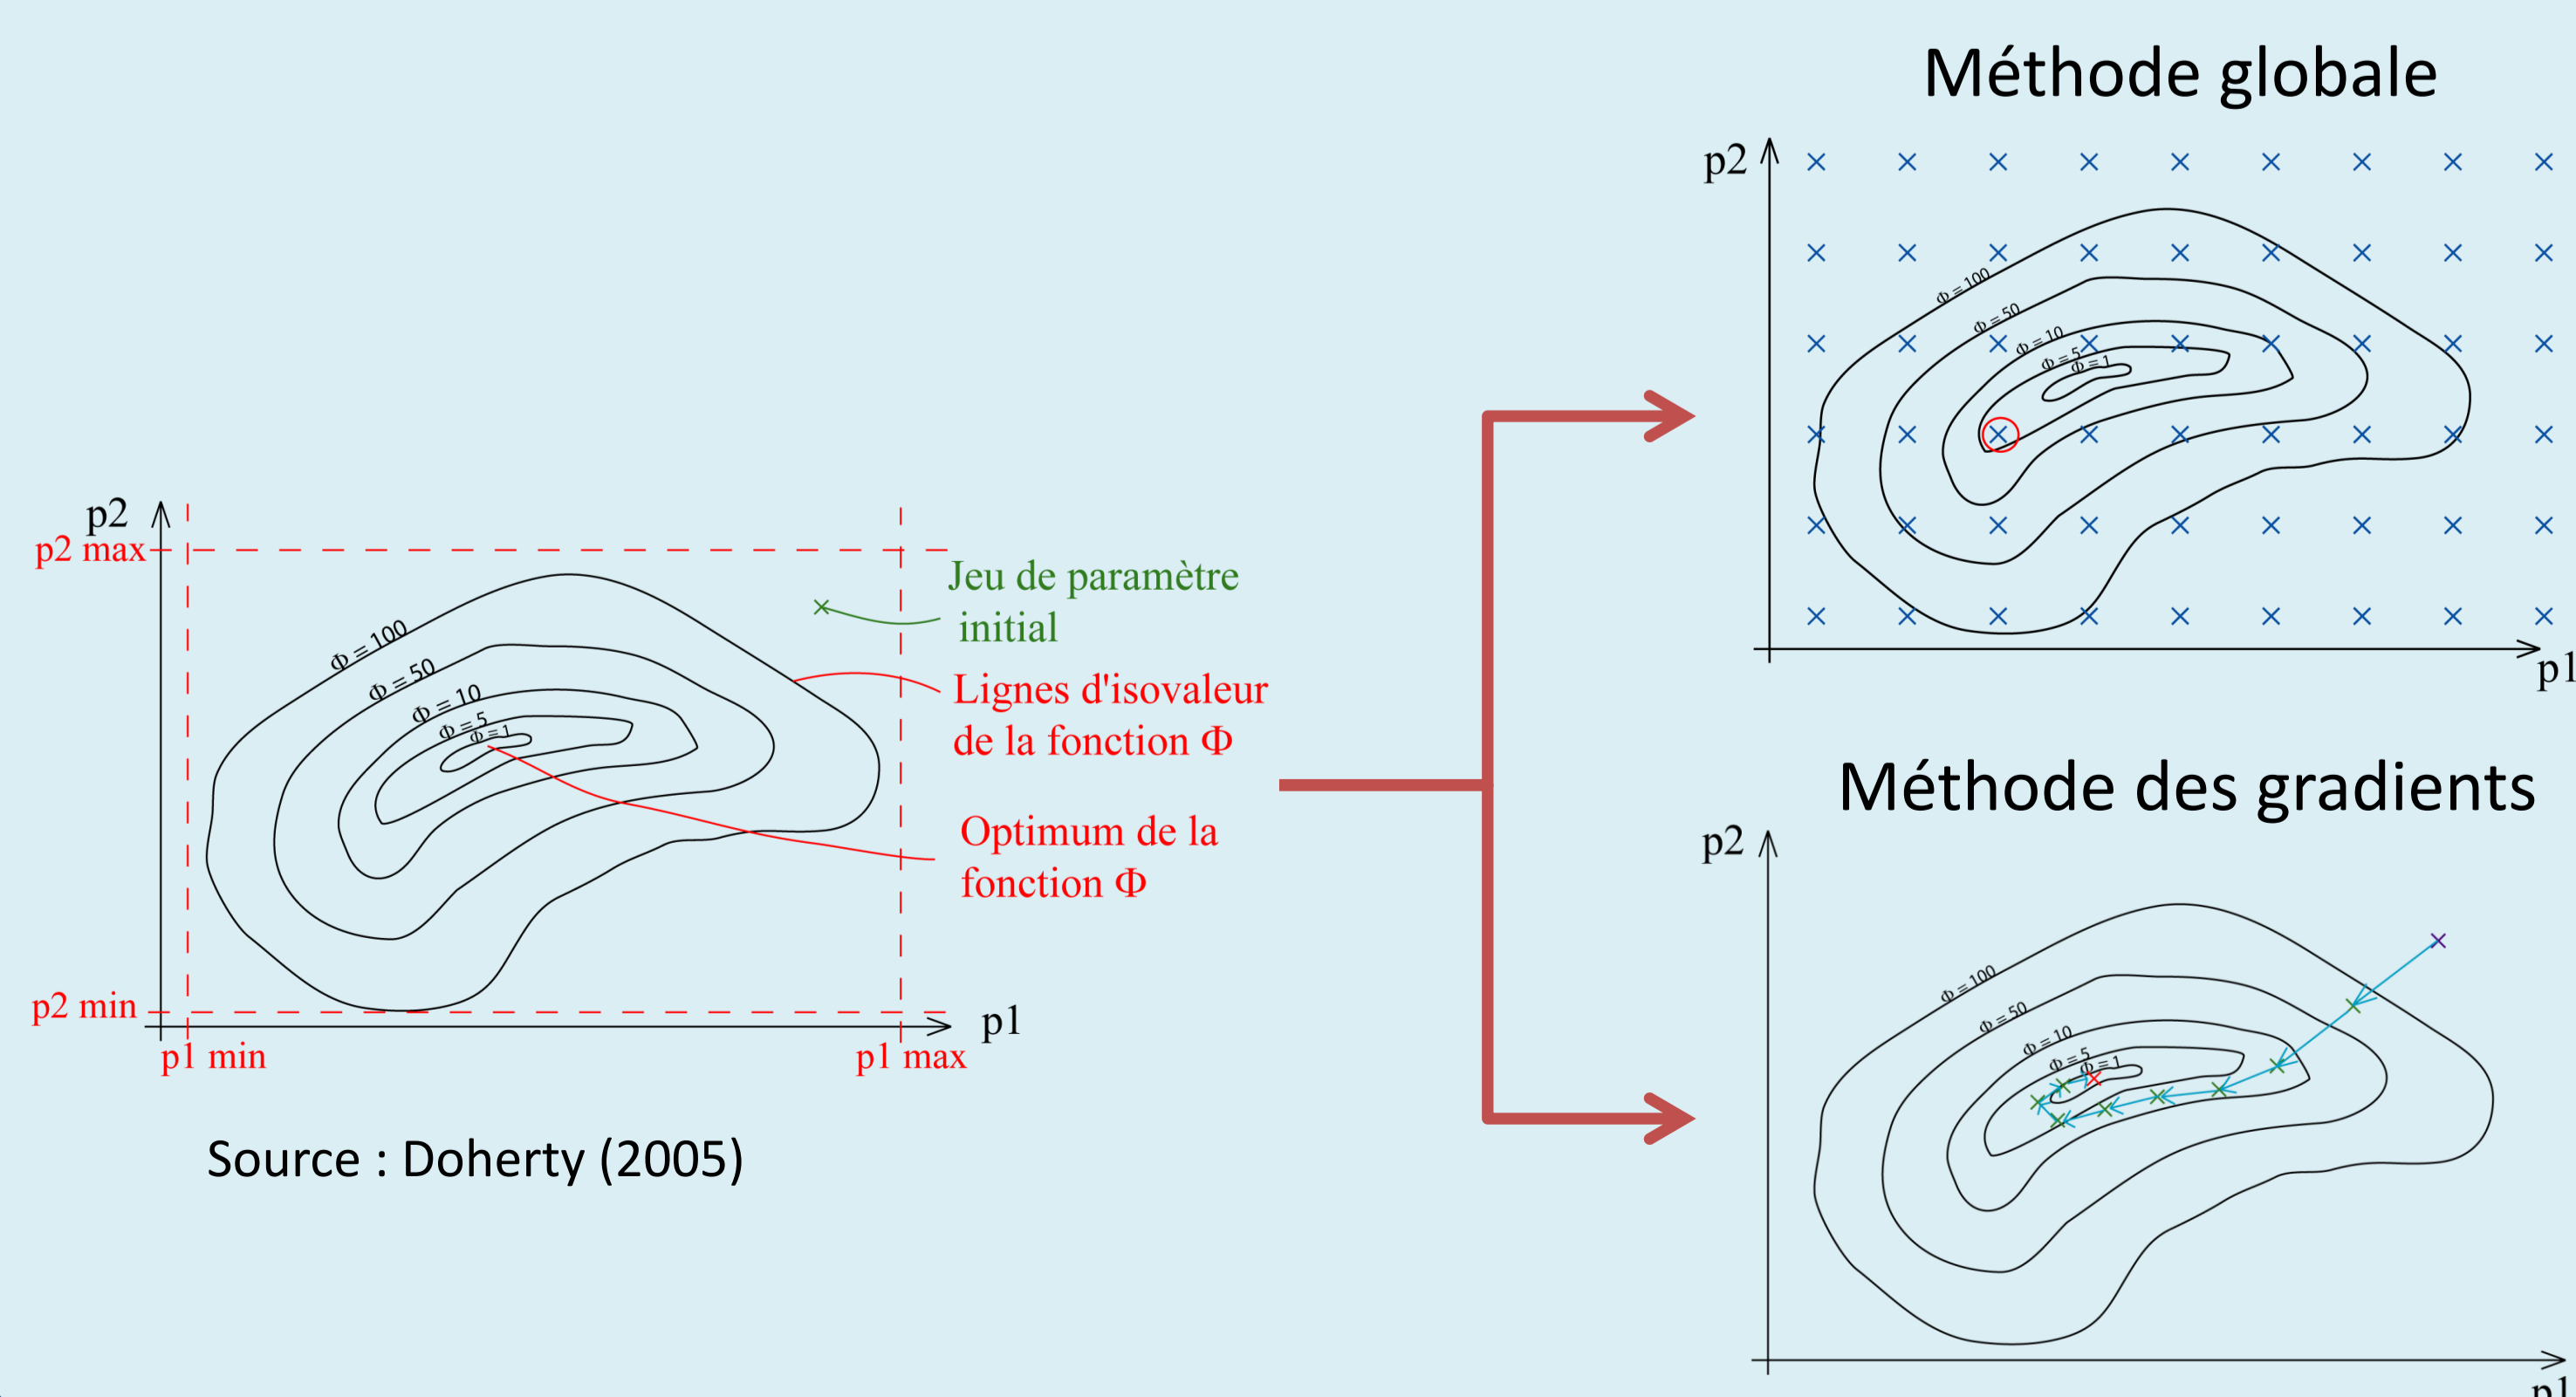 Méthode globale
p2
Φ = 100
Φ = 50
Φ = 10
Φ = 5
Φ = 1
p1
p2
p2 max
Jeu de paramètre
initial
Φ = 100
Φ = 50
Φ = 10
Φ = 5
Φ = 1
Lignes d'isovaleur
de la fonction Φ
Optimum de la
fonction Φ
p2 min
p1
p1 min
p1 max
Source : Doherty (2005)
Méthode des gradients
p2
Φ = 100
Φ = 50
Φ = 10
Φ = 5
Φ = 1
p1